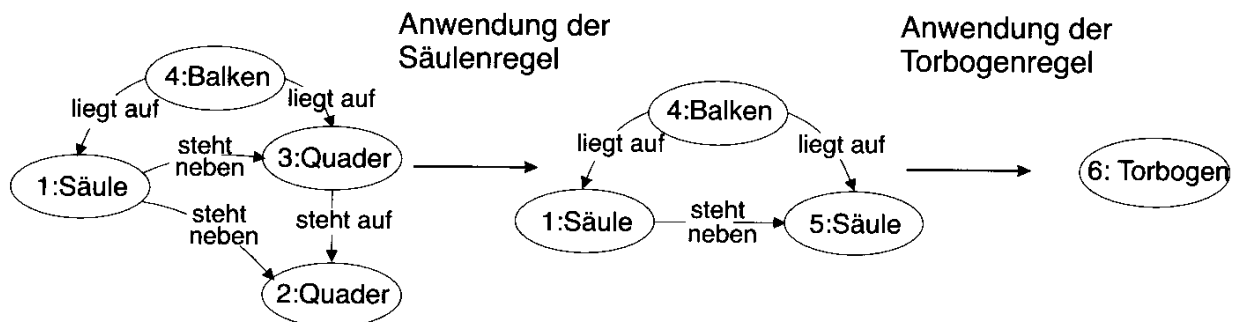 Anwendung der
Säulenregel
Anwendung der
Torbogenregel
4:Balken
liegt auf
liegt auf
steht
neben
3:Quader
1:Säule
steht
neben
steht auf
2:Quader
4:Balken
liegt auf
liegt auf
1:Säule
steht
neben
5:Säule
6: Torbogen